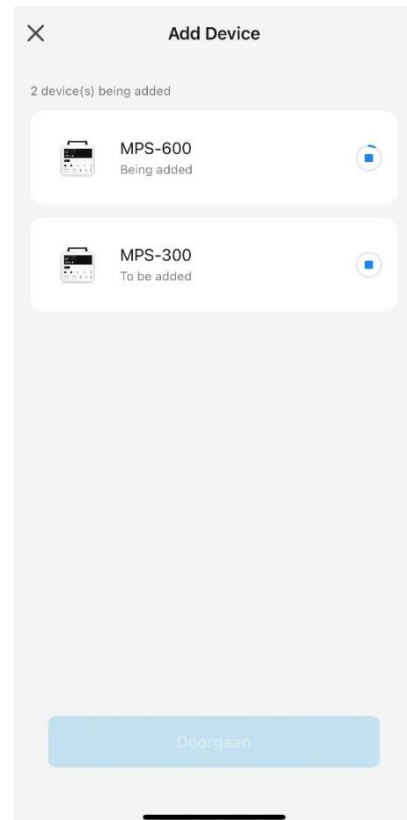 Add Device
2 device(s) being added
MPS-600
Being added
MPS-300
To be added
Doorgaan